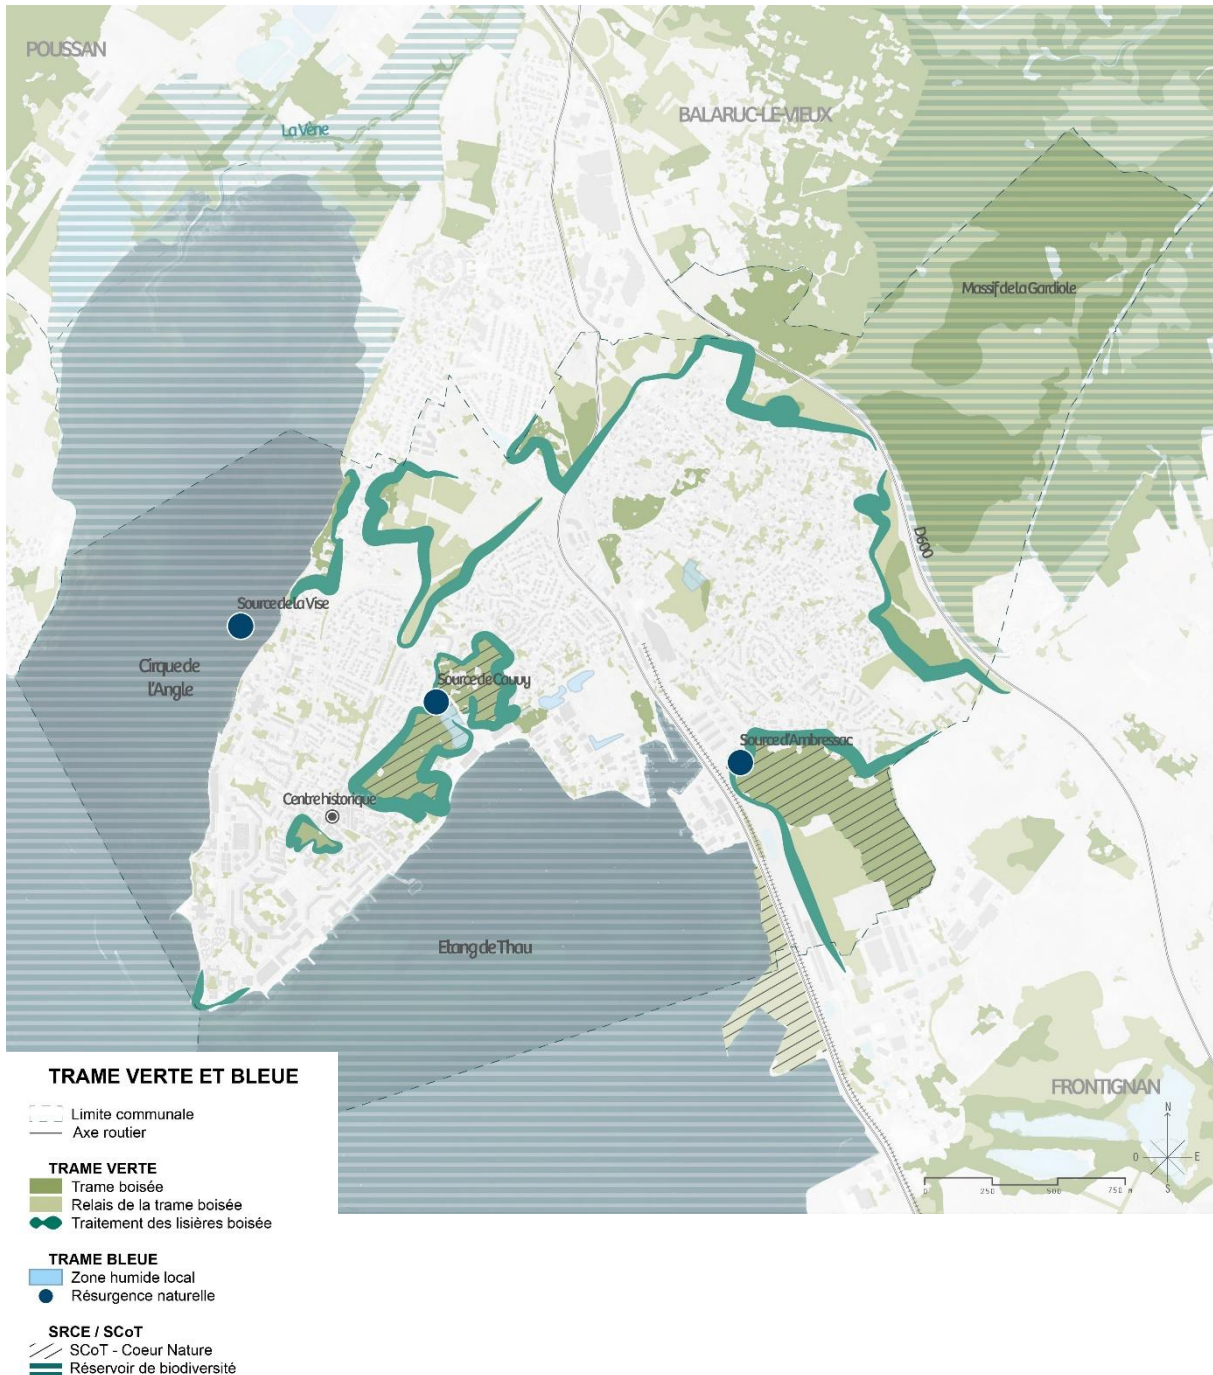 POUSSAN
BALARUC-LE-VIEUX
La Vène
Massif de la Gardiole
D600
Source de la Vise
Cirque de
l'Angle
Source de Cauvy
Source d'Ambressac
Centre historique
Etang de Thau
FRONTIGNAN
N
O
E
S
0 250 500 750 m
TRAME VERTE ET BLEUE
Limite communale
Axe routier
TRAME VERTE
Trame boisée
Relais de la trame boisée
Traitement des lisières boisée
TRAME BLEUE
Zone humide local
Résurgence naturelle
SRCE / SCoT
SCoT - Coeur Nature
Réservoir de biodiversité